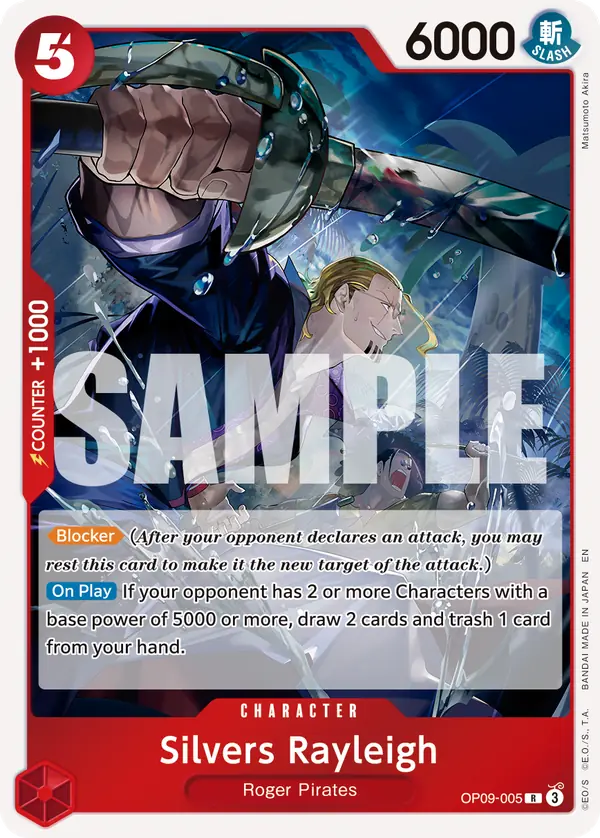 5
6000
斬
SLASH
Matsumoto Akira
COUNTER +1000
SAMPLE
Blocker (After your opponent declares an attack, you may
rest this card to make it the new target of the attack.)
On Play If your opponent has 2 or more Characters with a
base power of 5000 or more, draw 2 cards and trash 1 card
from your hand.
©E.O/S ©E.O./S., T.A. BANDAI MADE IN JAPAN EN
CHARACTER
Silvers Rayleigh
Roger Pirates
OP09-005 R 3